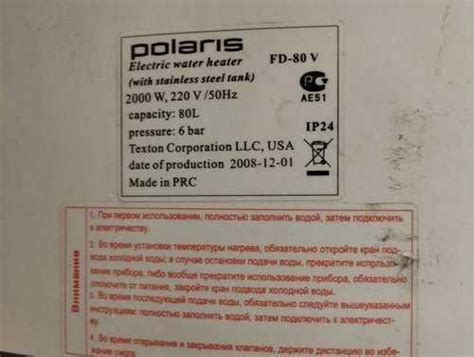 polaris
FD-80 V
Electric water heater
(with stainless steel tank)
2000 W, 220 V /50Hz
АЕ51
capacity: 80L
pressure: 6 bar
IP24
Texton Corporation LLC, USA
date of production 2008-12-01
Made in PRC
Внимание
1. При первом использовании, полностью заполнить водой, затем подключить
к электричеству.
2. Во время установки температуры нагрева, обязательно откройте кран под-
вода холодной воды; в случае остановки подачи воды, прекратите использо-
вание прибора, либо вообще прекратите использование прибора, обязательно
отключите от питания, закройте кран подвода холодной воды.
3. Во время последующей подачи воды, обязательно следуйте вышеуказанным
инструкциям: полностью заполнить водой, затем подключить к электричест-
ву.
4. Во время открывания и закрывания клапанов, держите дистанцию во избе-
жание